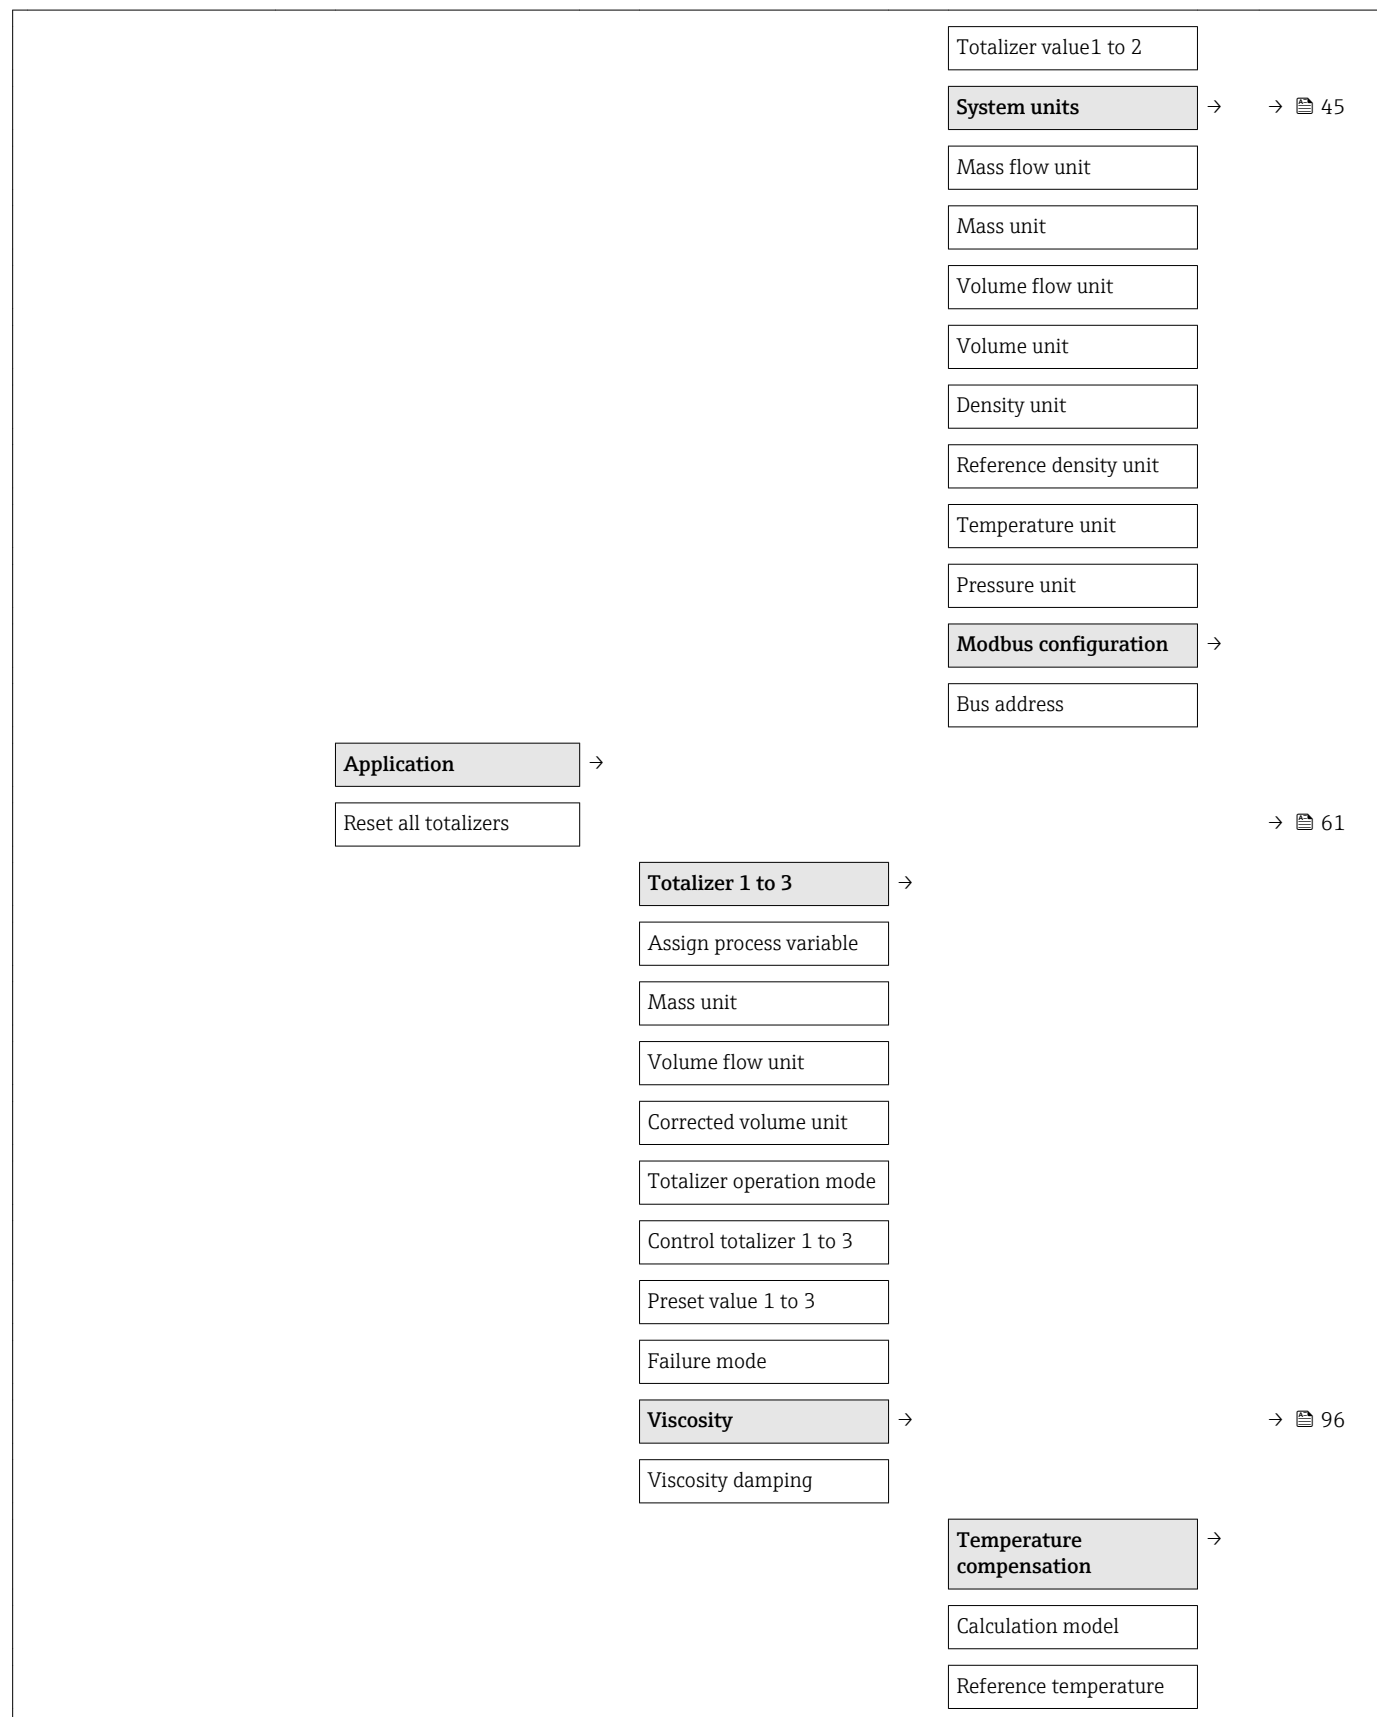 Totalizer value1 to 2
System units → → 45
Mass flow unit
Mass unit
Volume flow unit
Volume unit
Density unit
Reference density unit
Temperature unit
Pressure unit
Modbus configuration →
Bus address
Application →
Reset all totalizers → 61
Totalizer 1 to 3 →
Assign process variable
Mass unit
Volume flow unit
Corrected volume unit
Totalizer operation mode
Control totalizer 1 to 3
Preset value 1 to 3
Failure mode
Viscosity → → 96
Viscosity damping
Temperature →
compensation
Calculation model
Reference temperature